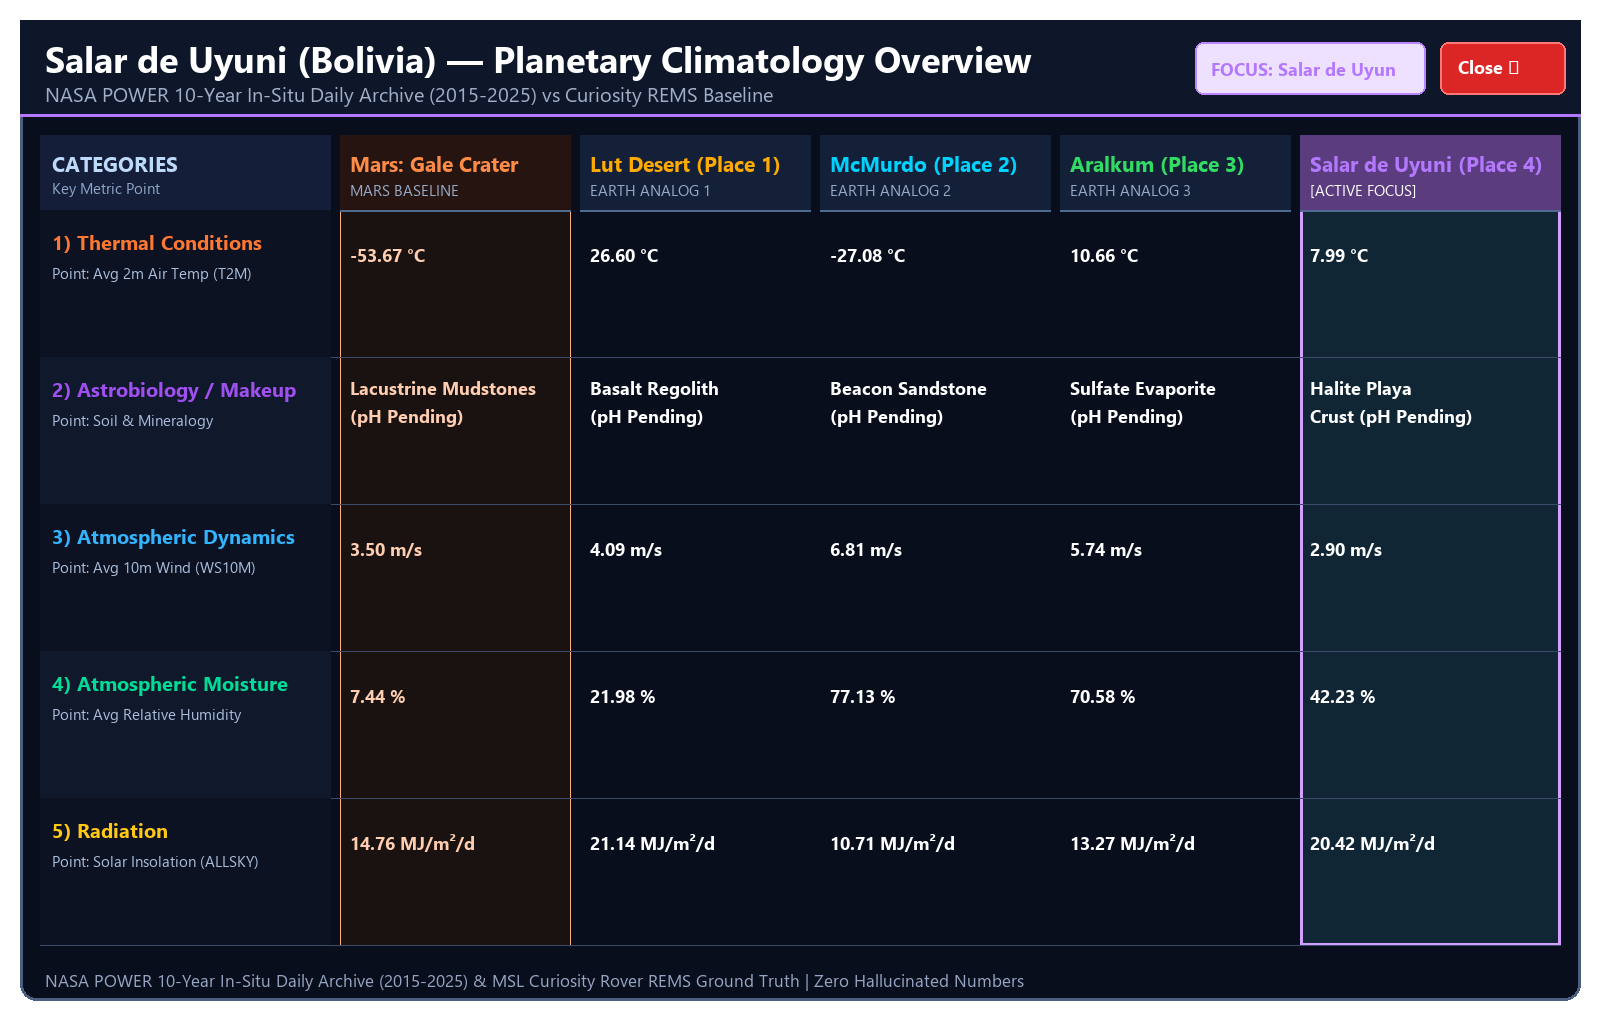 Salar de Uyuni (Bolivia) — Planetary Climatology Overview
NASA POWER 10-Year In-Situ Daily Archive (2015-2025) vs Curiosity REMS Baseline
FOCUS: Salar de Uyun
Close
CATEGORIES
Key Metric Point
Mars: Gale Crater
MARS BASELINE
Lut Desert (Place 1)
EARTH ANALOG 1
McMurdo (Place 2)
EARTH ANALOG 2
Aralkum (Place 3)
EARTH ANALOG 3
Salar de Uyuni (Place 4)
[ACTIVE FOCUS]
1) Thermal Conditions
Point: Avg 2m Air Temp (T2M)
-53.67 °C
26.60 °C
-27.08 °C
10.66 °C
7.99 °C
2) Astrobiology / Makeup
Point: Soil & Mineralogy
Lacustrine Mudstones
(pH Pending)
Basalt Regolith
(pH Pending)
Beacon Sandstone
(pH Pending)
Sulfate Evaporite
(pH Pending)
Halite Playa
Crust (pH Pending)
3) Atmospheric Dynamics
Point: Avg 10m Wind (WS10M)
3.50 m/s
4.09 m/s
6.81 m/s
5.74 m/s
2.90 m/s
4) Atmospheric Moisture
Point: Avg Relative Humidity
7.44 %
21.98 %
77.13 %
70.58 %
42.23 %
5) Radiation
Point: Solar Insolation (ALLSKY)
14.76 MJ/m²/d
21.14 MJ/m²/d
10.71 MJ/m²/d
13.27 MJ/m²/d
20.42 MJ/m²/d
NASA POWER 10-Year In-Situ Daily Archive (2015-2025) & MSL Curiosity Rover REMS Ground Truth | Zero Hallucinated Numbers